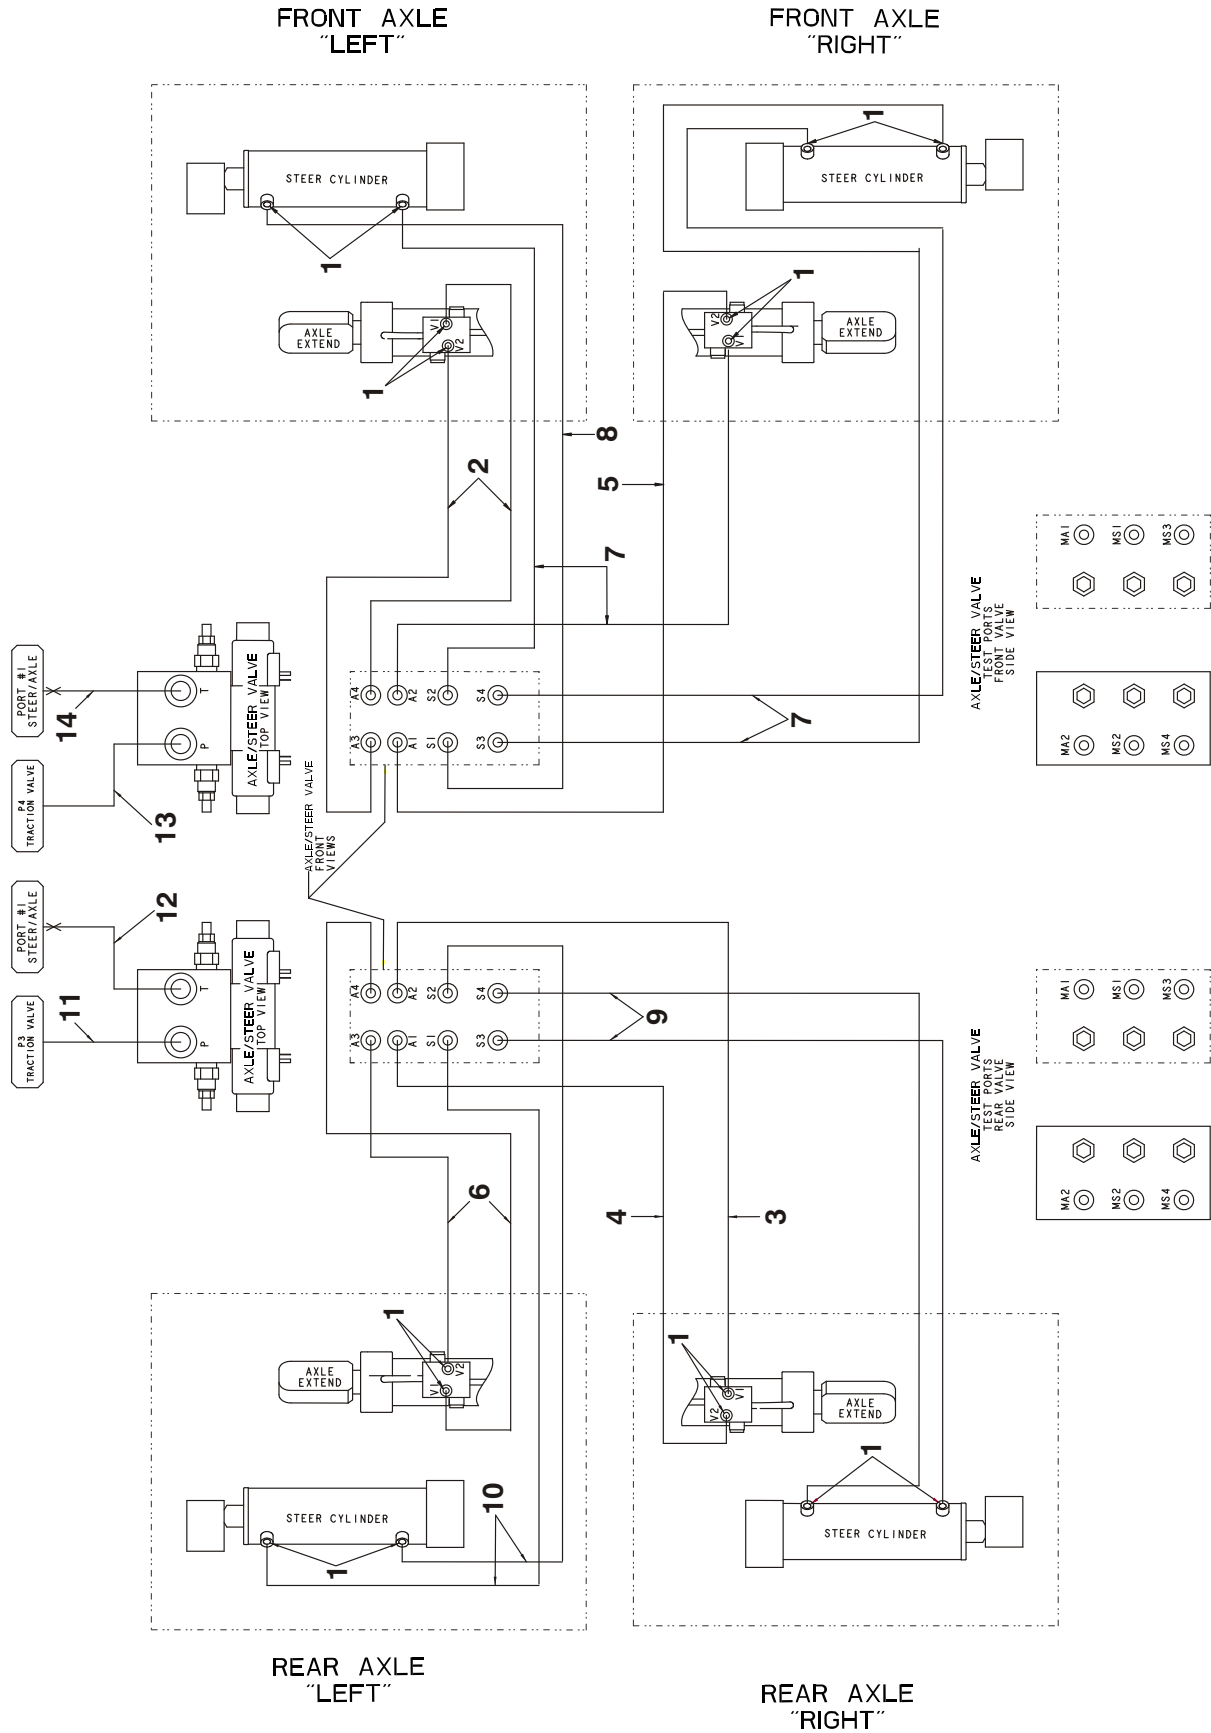 FRONT AXLE
"LEFT"
FRONT AXLE
"RIGHT"
STEER CYLINDER
1
AXLE
EXTEND
V1
V2
1
STEER CYLINDER
1
AXLE
EXTEND
V2
V1
1
2
8
5
7
7
PORT #1
STEER/AXLE
14
P4
TRACTION VALVE
13
T
P
AXLE/STEER VALVE
TOP VIEW
A4
A2
S2
S4
A3
A1
S1
S3
AXLE/STEER VALVE
FRONT
VIEWS
AXLE/STEER VALVE
TEST PORTS
FRONT VALVE
SIDE VIEW
MA1
MS1
MS3
MA2
MS2
MS4
PORT #1
STEER/AXLE
12
P3
TRACTION VALVE
11
T
P
AXLE/STEER VALVE
TOP VIEW
A4
A2
S2
S4
A3
A1
S1
S3
9
6
4
3
AXLE/STEER VALVE
TEST PORTS
REAR VALVE
SIDE VIEW
MA1
MS1
MS3
MA2
MS2
MS4
AXLE
EXTEND
V1
V2
1
STEER CYLINDER
1
10
AXLE
EXTEND
V2
V1
1
STEER CYLINDER
1
REAR AXLE
"LEFT"
REAR AXLE
"RIGHT"